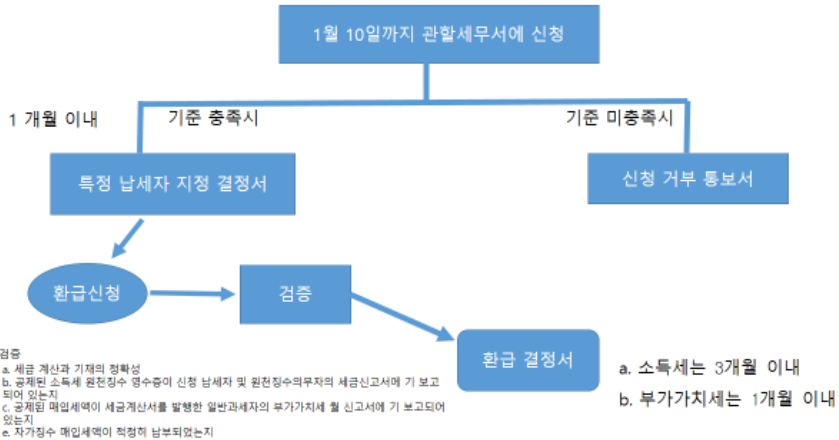 1월 10일까지 관할세무서에 신청
1 개월 이내
기준 충족시
기준 미충족시
특정 납세자 지정 결정서
신청 거부 통보서
환급신청
검증
환급 결정서
a. 소득세는 3개월 이내
b. 부가가치세는 1개월 이내
검증
a. 세금 계산과 기재의 정확성
b. 공제된 소득세 원천징수 영수증이 신청 납세자 및 원천징수의무자의 세금신고서에 기 보고
되어 있는지
c. 공제된 매입세액이 세금계산서를 발행한 일반과세자의 부가가치세 월 신고서에 기 보고되어
있는지
e. 자가징수 매입세액이 적정히 납부되었는지